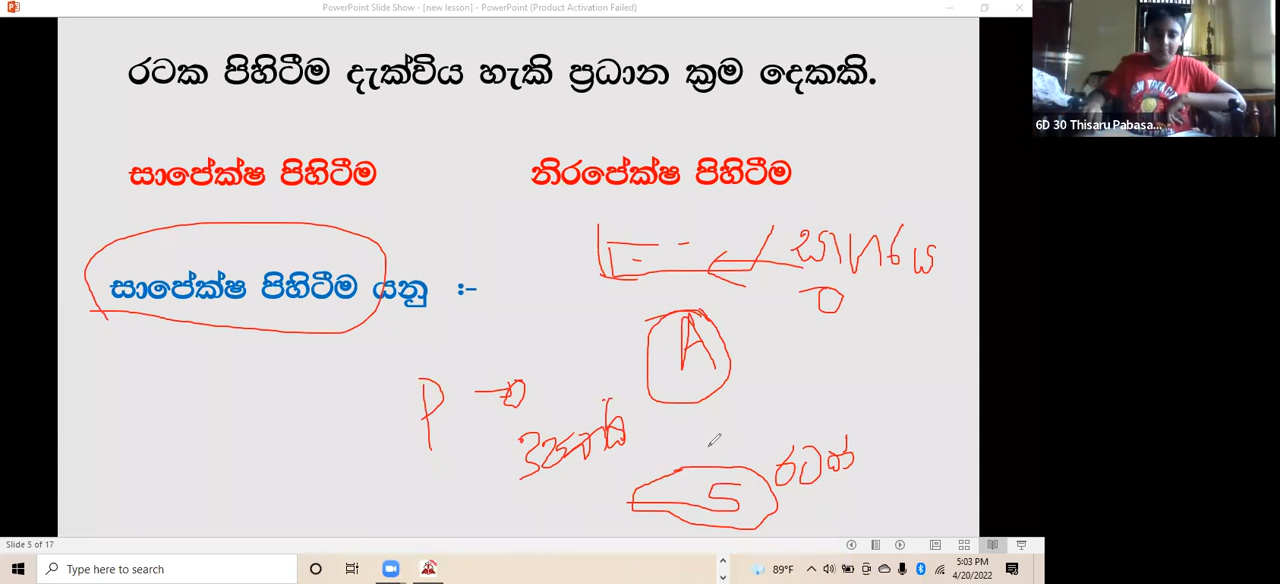 PowerPoint Slide Show - [new lesson] - PowerPoint (Product Activation Failed)
රටක පිහිටීම දැක්විය හැකි ප්‍රධාන ක්‍රම දෙකකි.
සාපේක්ෂ පිහිටීම
නිරපේක්ෂ පිහිටීම
සාපේක්ෂ පිහිටීම යනු :-
සාගරය
A
P
S රටක්
6D 30 Thisaru Pabasa...
Slide 5 of 17
Type here to search
89°F
5:03 PM
4/20/2022